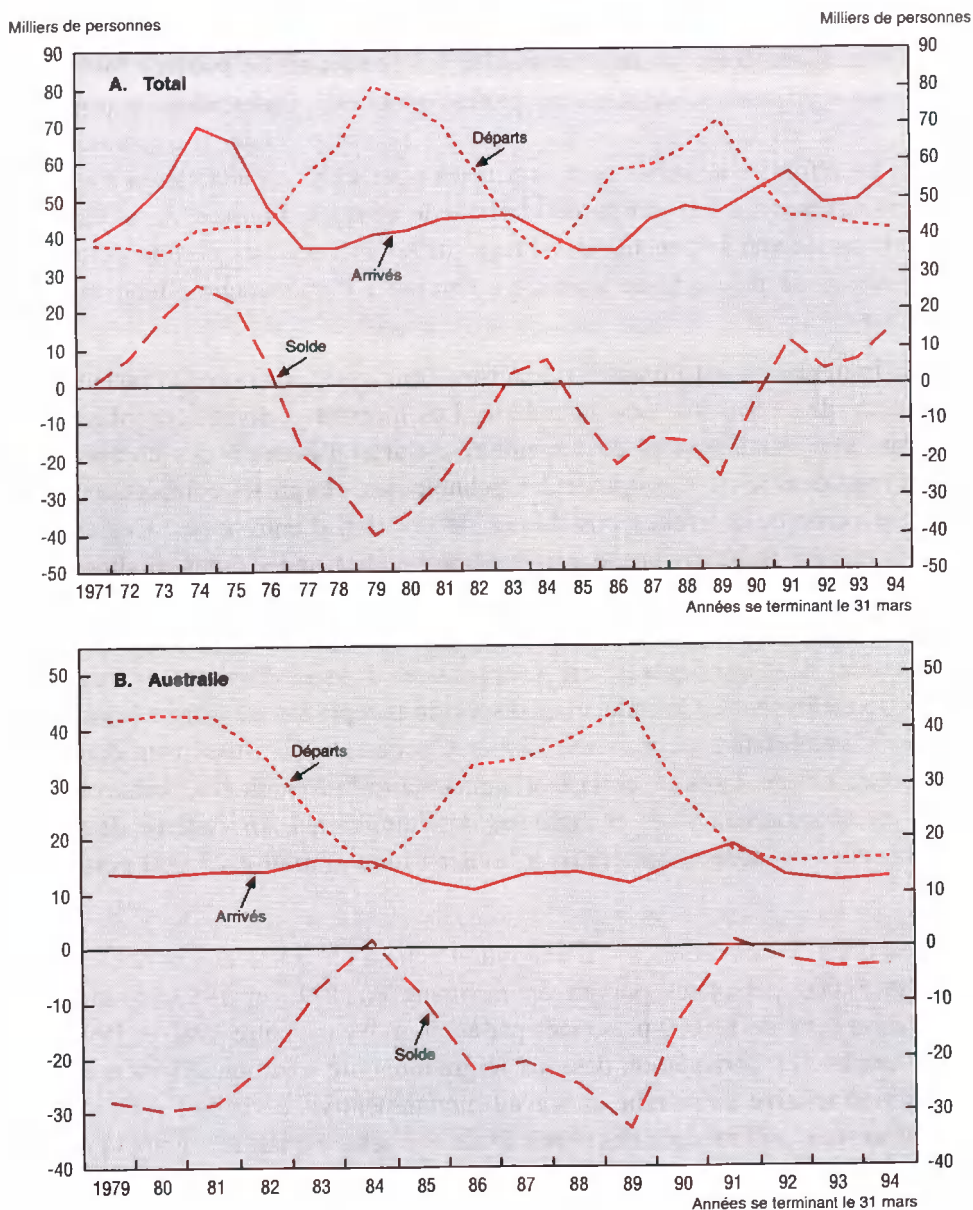 Milliers de personnes Milliers de personnes
90 90
A. Total
80 80
70 70
Départs
60 60
50 50
40 40
Arrivés
30 30
20 20
Solde
10 10
0 0
-10 -10
-20 -20
-30 -30
-40 -40
-50 -50
1971 72 73 74 75 76 77 78 79 80 81 82 83 84 85 86 87 88 89 90 91 92 93 94
Années se terminant le 31 mars
50 50
B. Australie
40 40
Départs
30 30
20 20
10 10
Arrivés
0 0
-10 -10
Solde
-20 -20
-30 -30
-40 -40
1979 80 81 82 83 84 85 86 87 88 89 90 91 92 93 94
Années se terminant le 31 mars